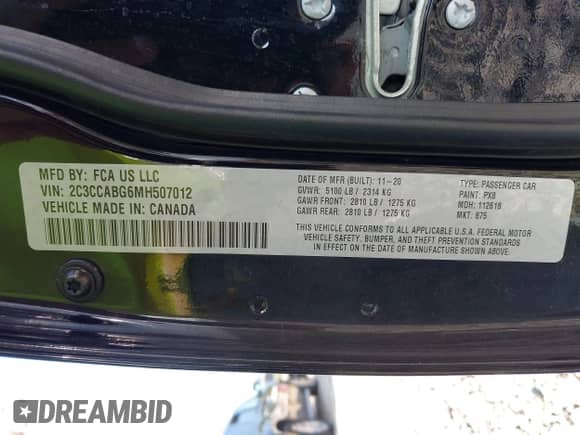 MFD BY: FCA US LLC
VIN: 2C3CCABG6MH507012
VEHICLE MADE IN: CANADA
DATE OF MFR (BUILT): 11-20
GVWR: 5100 LB / 2314 KG
GAWR FRONT: 2810 LB / 1275 KG
GAWR REAR: 2810 LB / 1275 KG
TYPE: PASSENGER CAR
PAINT: PX8
MDH: 112616
MKT: 875
THIS VEHICLE CONFORMS TO ALL APPLICABLE U.S.A. FEDERAL MOTOR
VEHICLE SAFETY, BUMPER, AND THEFT PREVENTION STANDARDS
IN EFFECT ON THE DATE OF MANUFACTURE SHOWN ABOVE.
DREAMBID